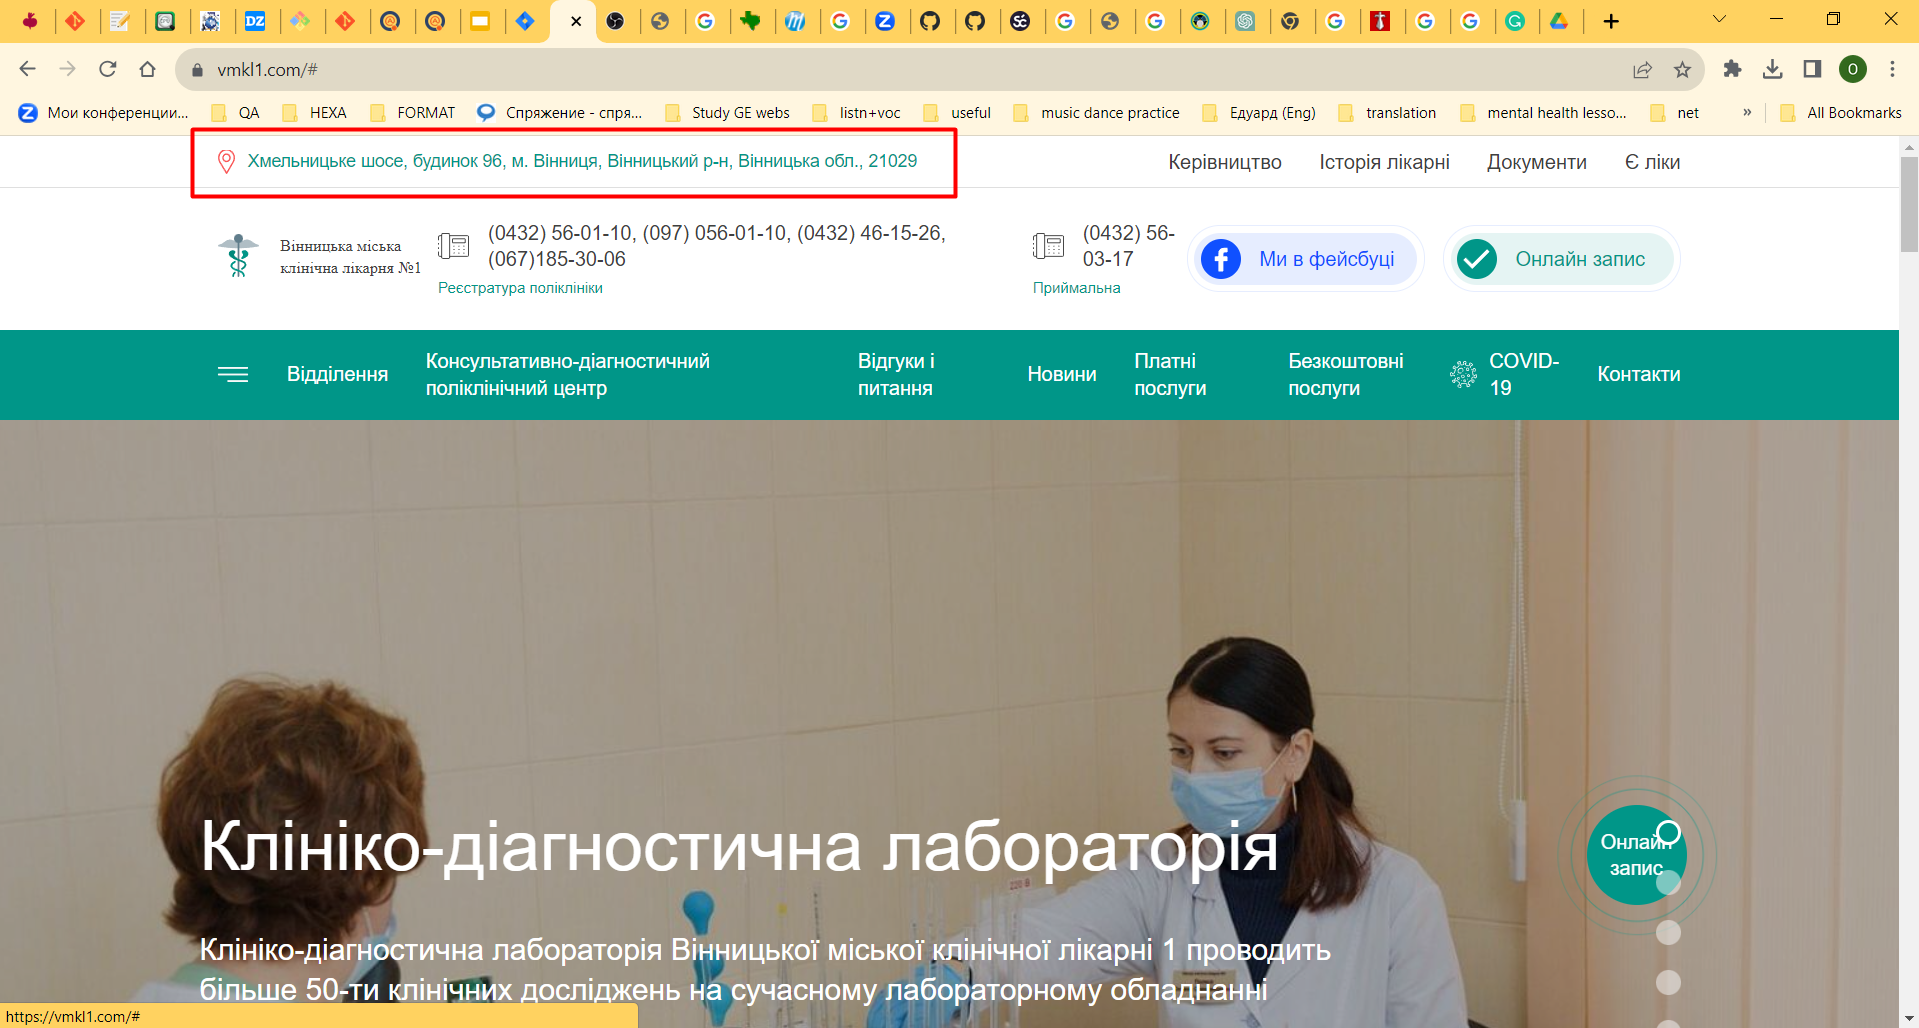 vmkl1.com/#
Мои конференции... QA HEXA FORMAT Спряжение - спря... Study GE webs listn+voc useful music dance practice Едуард (Eng) translation mental health lesso... net » All Bookmarks
Хмельницьке шосе, будинок 96, м. Вінниця, Вінницький р-н, Вінницька обл., 21029
Керівництво Історія лікарні Документи Є ліки
Вінницька міська
клінічна лікарня №1
(0432) 56-01-10, (097) 056-01-10, (0432) 46-15-26,
(067)185-30-06
Реєстратура поліклініки
(0432) 56-
03-17
Приймальна
Ми в фейсбуці
Онлайн запис
Відділення
Консультативно-діагностичний
поліклінічний центр
Відгуки і
питання
Новини
Платні
послуги
Безкоштовні
послуги
COVID-
19
Контакти
220 В
Клініко-діагностична лабораторія
Онлайн
запис
Клініко-діагностична лабораторія Вінницької міської клінічної лікарні 1 проводить
більше 50-ти клінічних досліджень на сучасному лабораторному обладнанні
https://vmkl1.com/#